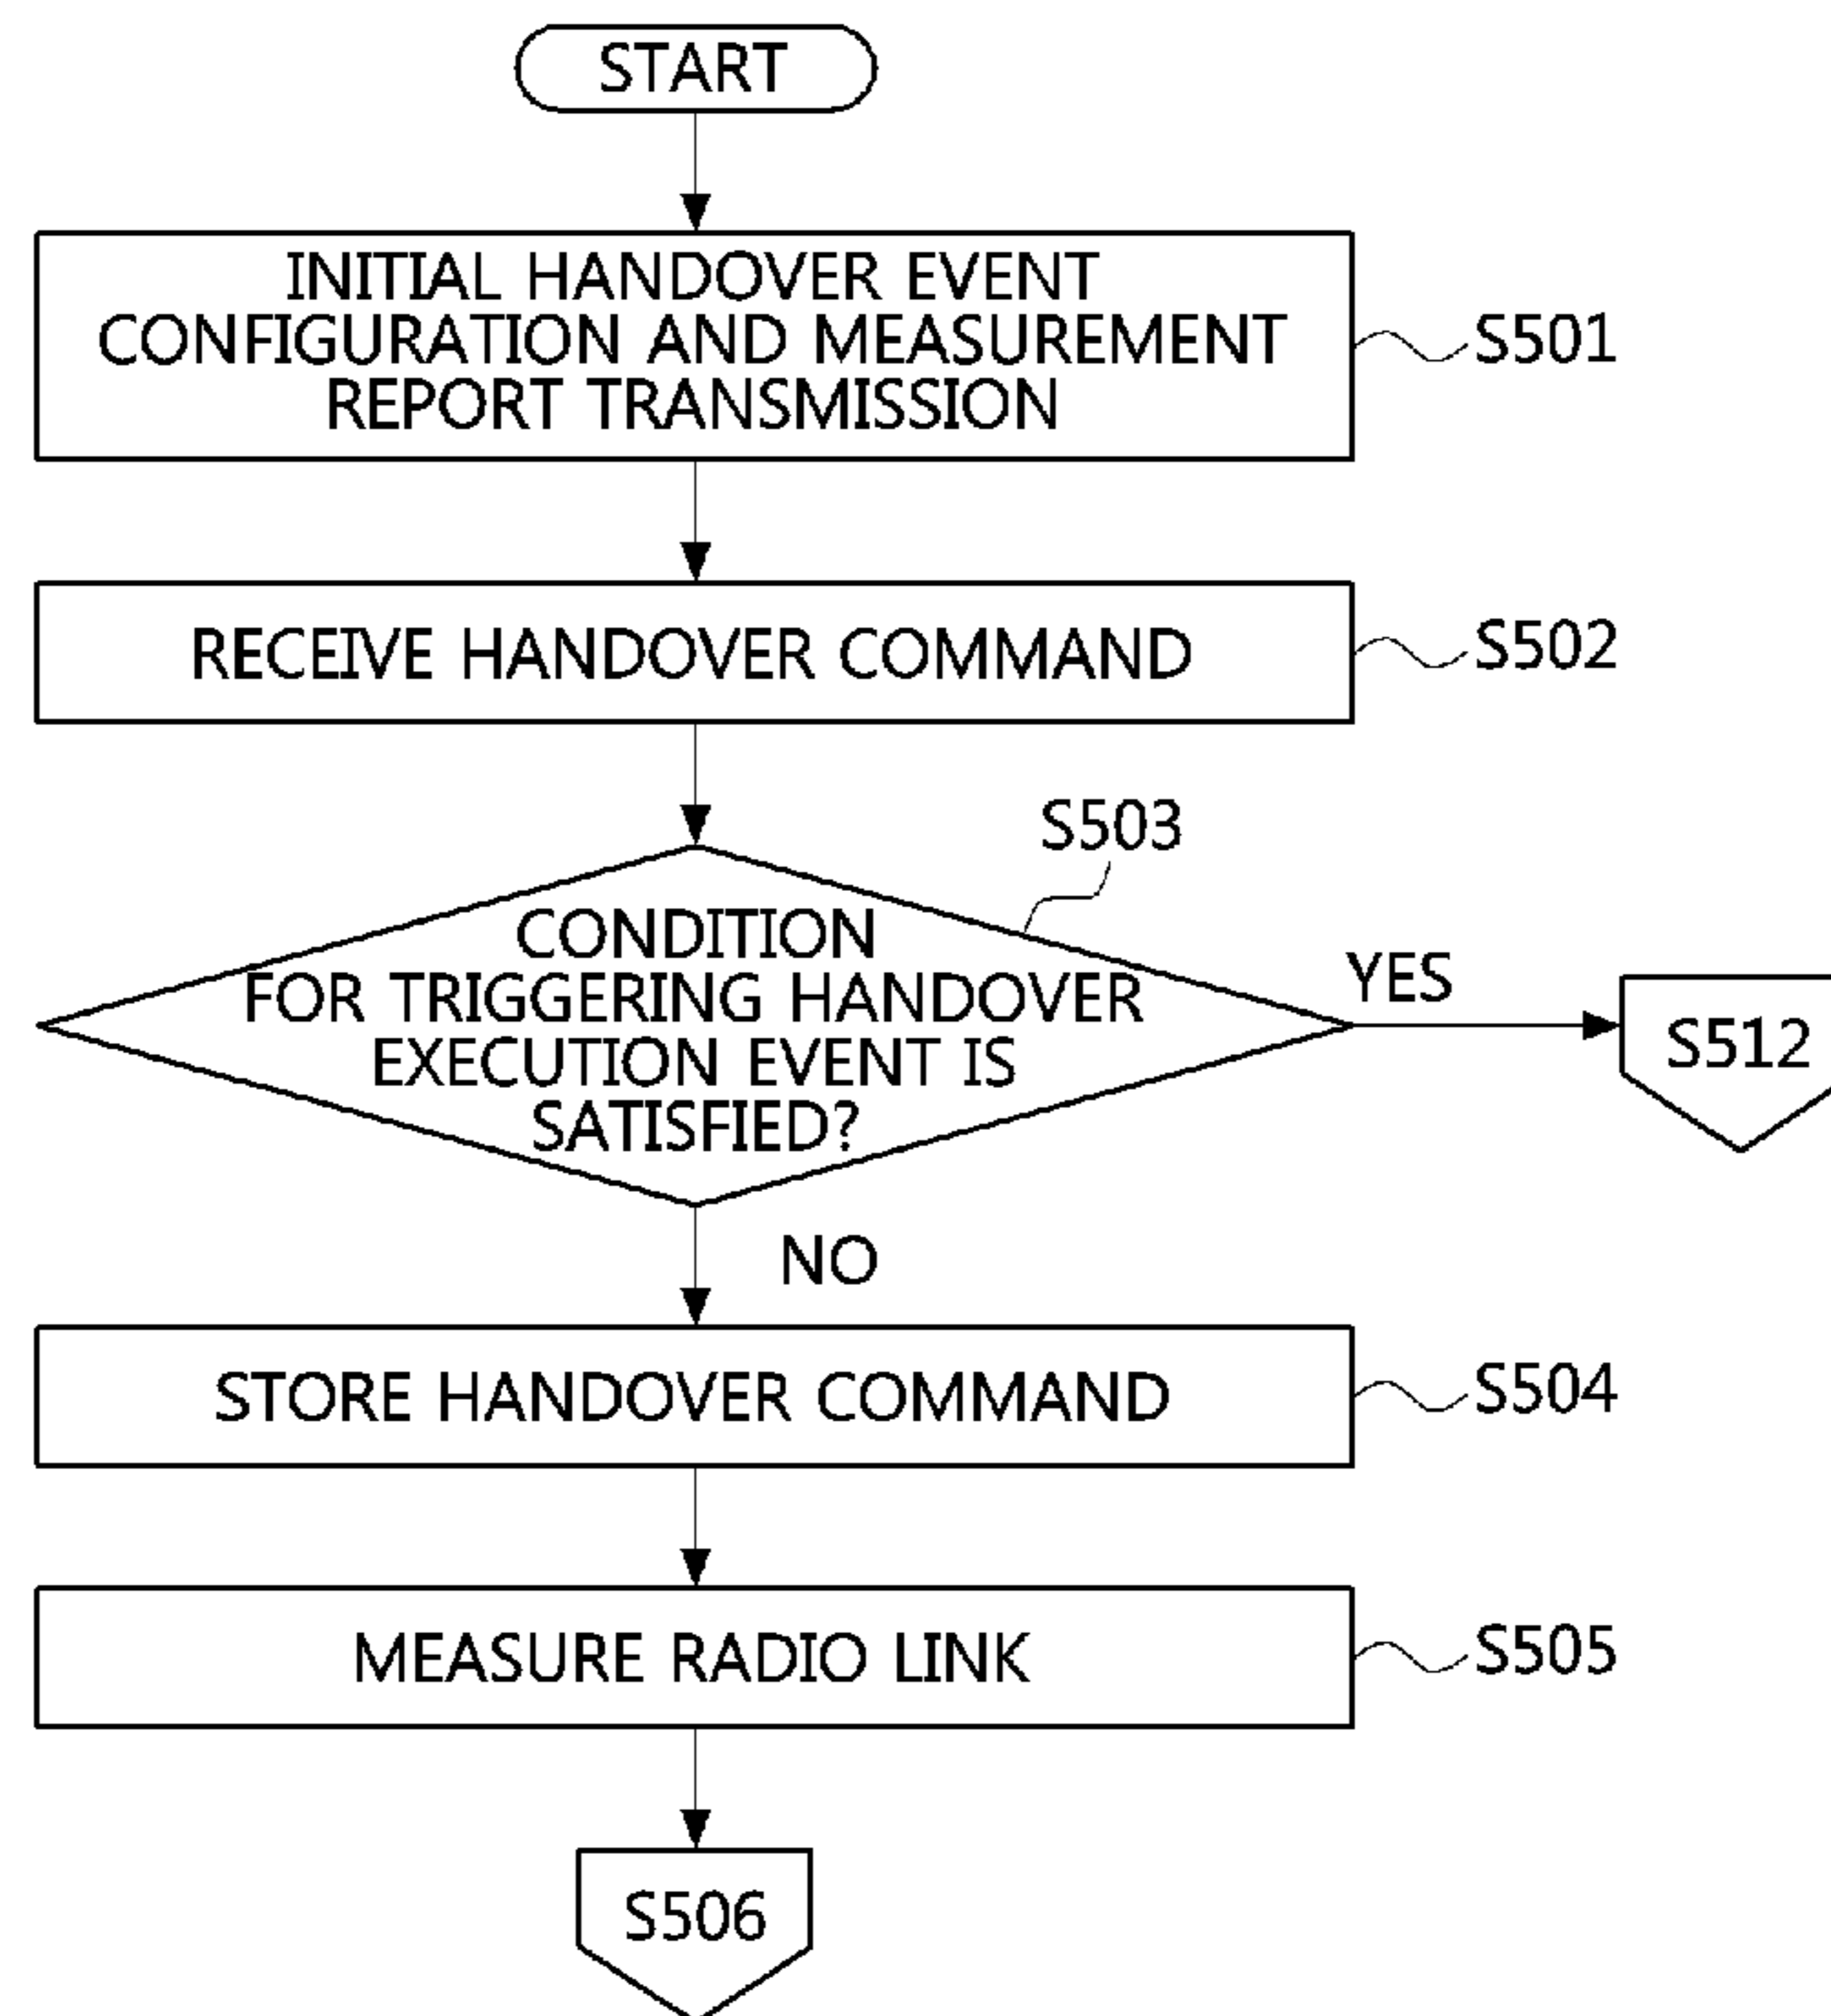 START
INITIAL HANDOVER EVENT
CONFIGURATION AND MEASUREMENT
REPORT TRANSMISSION
S501
RECEIVE HANDOVER COMMAND
S502
S503
CONDITION
FOR TRIGGERING HANDOVER
EXECUTION EVENT IS
SATISFIED?
YES
S512
NO
STORE HANDOVER COMMAND
S504
MEASURE RADIO LINK
S505
S506